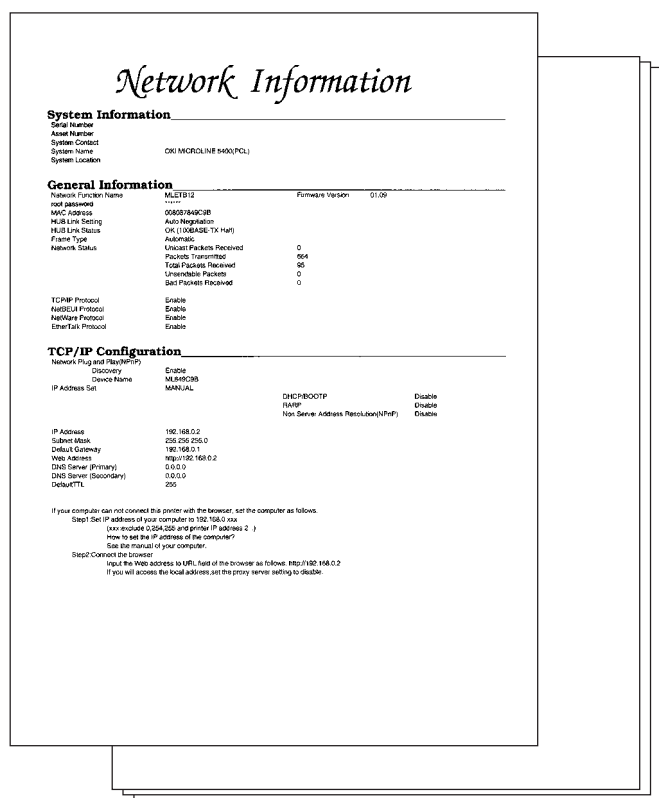 Network Information
System Information
Serial Number
Asset Number
System Contact
System Name OKI MICROLINE 5400(PCL)
System Location
General Information
Network Function Name MLETB12 Firmware Version 01.09
root password ******
MAC Address 008087849C9B
HUB Link Setting Auto Negotiation
HUB Link Status OK (100BASE-TX Half)
Frame Type Automatic
Network Status Unicast Packets Received 0
Packets Transmitted 664
Total Packets Received 95
Unsendable Packets 0
Bad Packets Received 0
TCP/IP Protocol Enable
NetBEUI Protocol Enable
NetWare Protocol Enable
EtherTalk Protocol Enable
TCP/IP Configuration
Network Plug and Play(NPnP)
Discovery Enable
Device Name ML849C9B
IP Address Set MANUAL
DHCP/BOOTP Disable
RARP Disable
Non Server Address Resolution(NPnP) Disable
IP Address 192.168.0.2
Subnet Mask 255.255.255.0
Default Gateway 192.168.0.1
Web Address http://192.168.0.2
DNS Server (Primary) 0.0.0.0
DNS Server (Secondary) 0.0.0.0
DefaultTTL 255
If your computer can not connect this printer with the browser, set the computer as follows.
Step1:Set IP address of your computer to 192.168.0.xxx
(xxx:exclude 0,254,255 and printer IP address 2 .)
How to set the IP address of the computer?
See the manual of your computer.
Step2:Connect the browser
Input the Web address to URL field of the browser as follows. http://192.168.0.2
If you will access the local address,set the proxy server setting to disable.